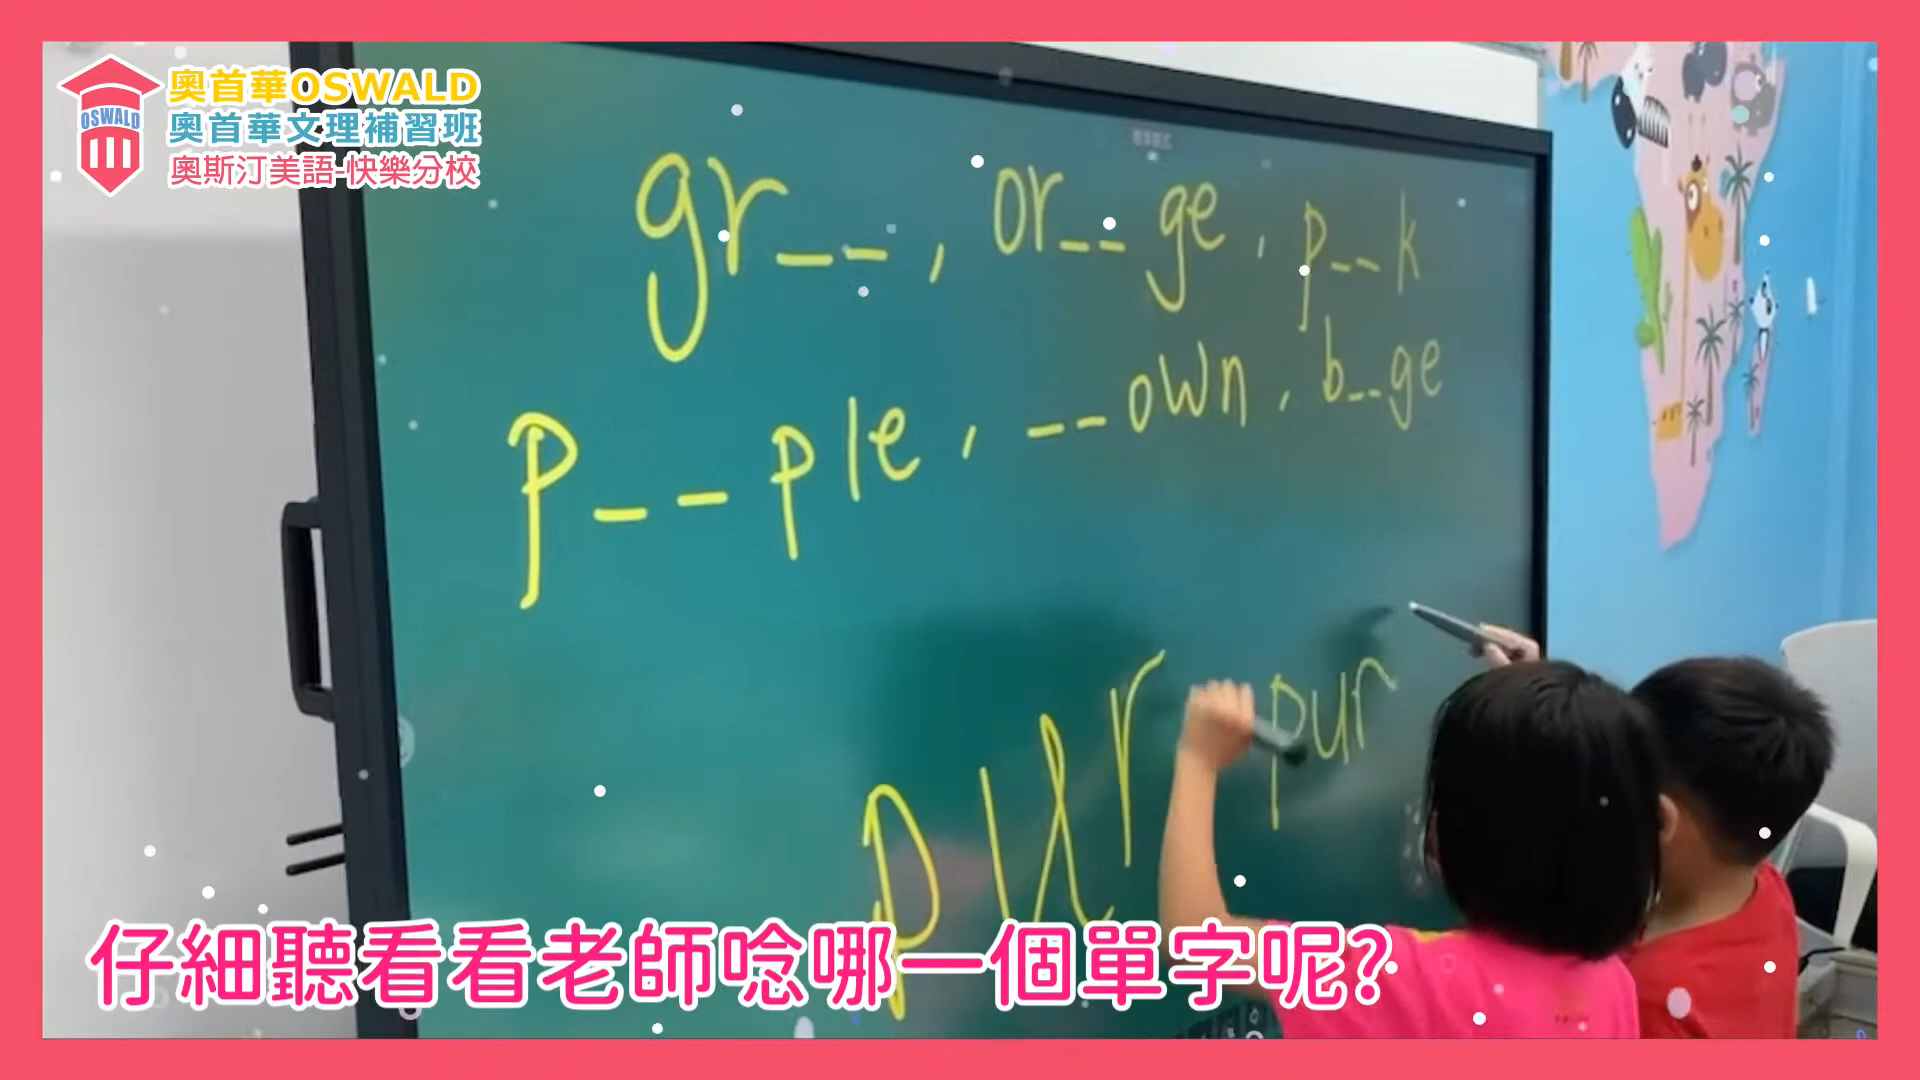 奧首華OSWALD
奧首華文理補習班
奧斯汀美語-快樂分校
OSWALD
gr__, or__ge, p__k
p__ple, __own, b__ge
pur
pur
仔細聽看看老師唸哪一個單字呢?